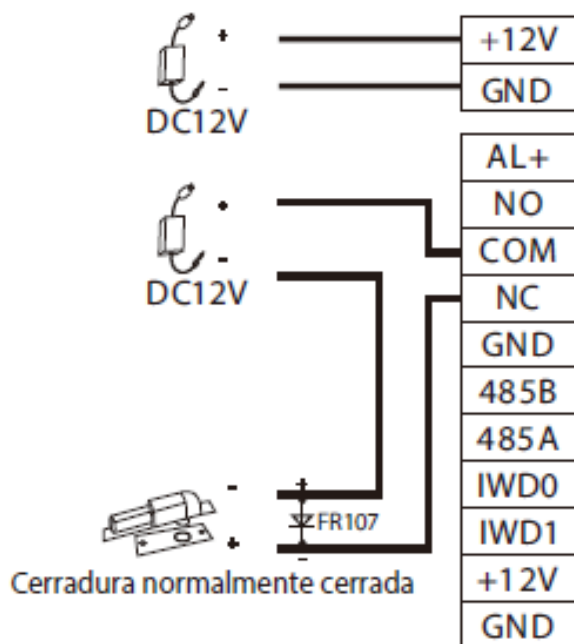 + +12V
- GND
DC12V
AL+
+ NO
- COM
DC12V NC
GND
485B
485A
- + IWD0
FR107
+ - IWD1
Cerradura normalmente cerrada +12V
GND